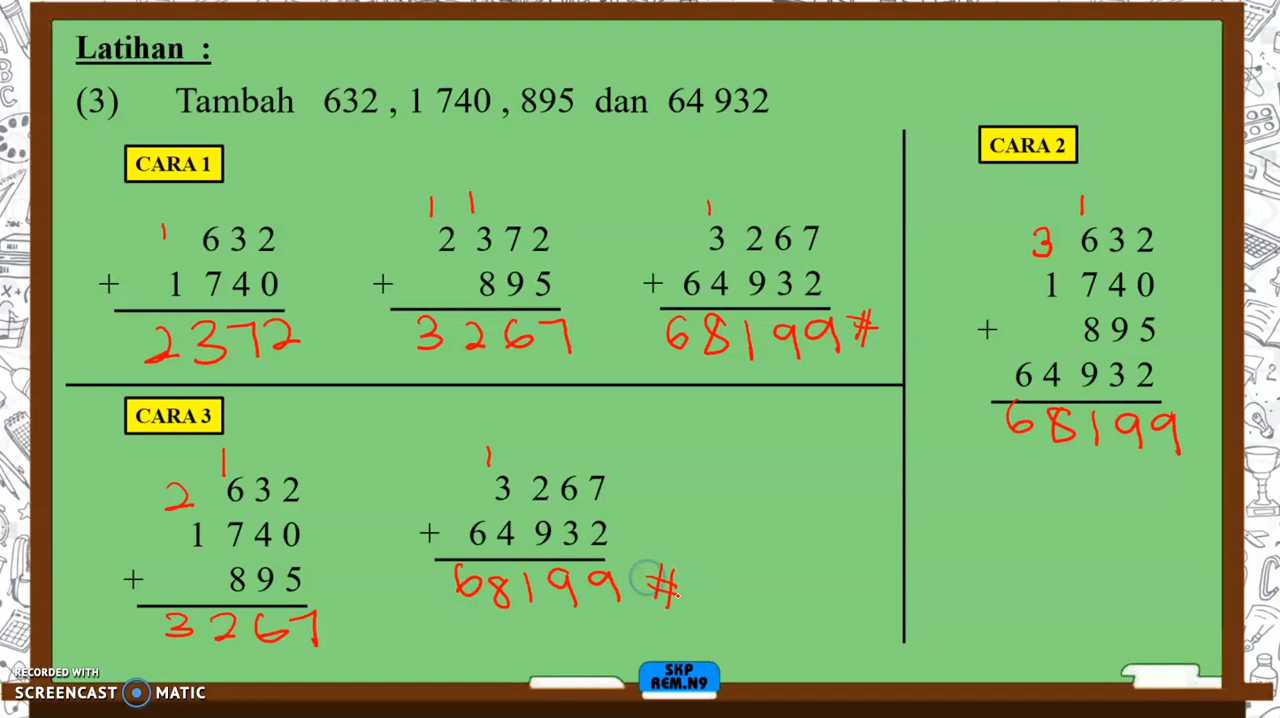 Latihan :
(3) Tambah 632 , 1 740 , 895 dan 64 932
CARA 1
1
6 3 2
+ 1 7 4 0
2372
1 1
2 3 7 2
+ 8 9 5
3267
1
3 2 6 7
+ 6 4 9 3 2
68199#
CARA 2
1
3 6 3 2
1 7 4 0
+ 8 9 5
6 4 9 3 2
68199
CARA 3
1
2 6 3 2
1 7 4 0
+ 8 9 5
3267
1
3 2 6 7
+ 6 4 9 3 2
68199 #
SKP
REM.N9
RECORDED WITH
SCREENCAST MATIC